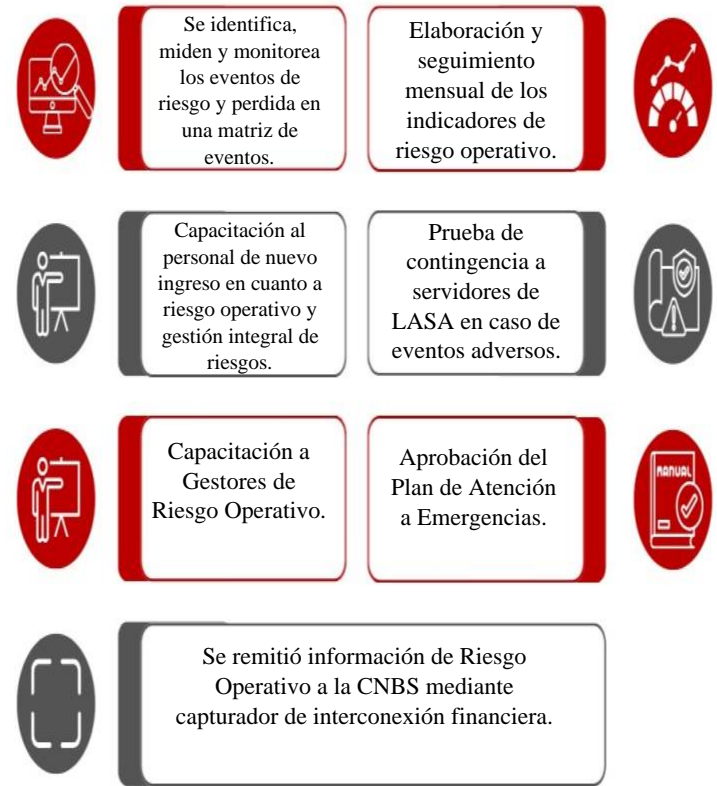 Se identifica,
miden y monitorea
los eventos de
riesgo y perdida en
una matriz de
eventos.
Elaboración y
seguimiento
mensual de los
indicadores de
riesgo operativo.
Capacitación al
personal de nuevo
ingreso en cuanto a
riesgo operativo y
gestión integral de
riesgos.
Prueba de
contingencia a
servidores de
LASA en caso de
eventos adversos.
Capacitación a
Gestores de
Riesgo Operativo.
Aprobación del
Plan de Atención
a Emergencias.
MANUAL
Se remitió información de Riesgo
Operativo a la CNBS mediante
capturador de interconexión financiera.